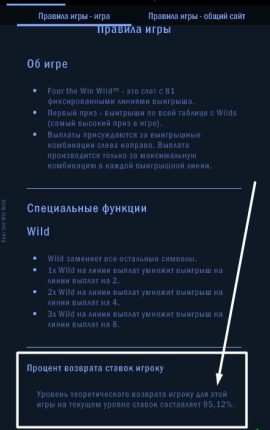 Правила игры - игра
Правила игры - общий сайт
Правила игры
Об игре
• Four the Win Wild™ - это слот с 81
фиксированными линиями выигрыша.
• Первый приз - выигрыши по всей таблице с Wilds
(самый высокий приз в игре).
• Выплаты присуждаются за выигрышные
комбинации слева направо. Выплата
производится только за максимальную
комбинацию в каждой выигрышной линии.
Специальные функции
Wild
• Wild заменяет все остальные символы.
• 1x Wild на линии выплат умножит выигрыш на
линии выплат на 2.
• 2x Wild на линии выплат умножит выигрыш на
линии выплат на 4.
• 3x Wild на линии выплат умножит выигрыш на
линии выплат на 8.
Four the Win Wild
Процент возврата ставок игроку
Уровень теоретического возврата игроку для этой
игры на текущем уровне ставок составляет 95,12%.